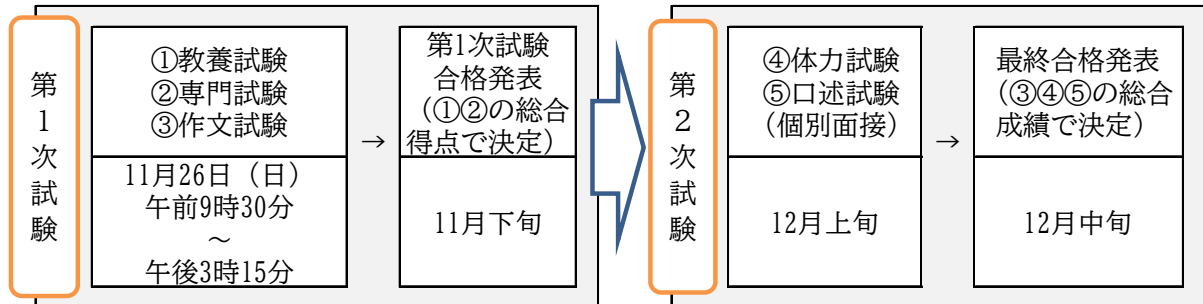 第1次試験
①教養試験
②専門試験
③作文試験
11月26日（日）
午前9時30分
～
午後3時15分
→
第1次試験
合格発表
（①②の総合
得点で決定）
11月下旬
第2次試験
④体力試験
⑤口述試験
（個別面接）
12月上旬
→
最終合格発表
（③④⑤の総合
成績で決定）
12月中旬